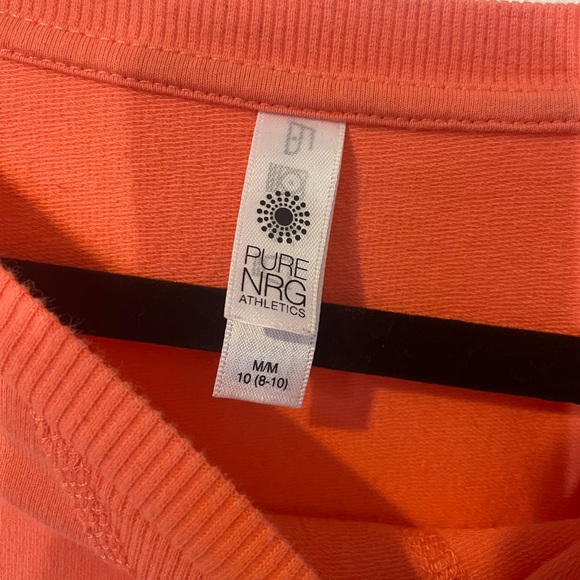 PURE
NRG
ATHLETICS
M/M
10 (8-10)